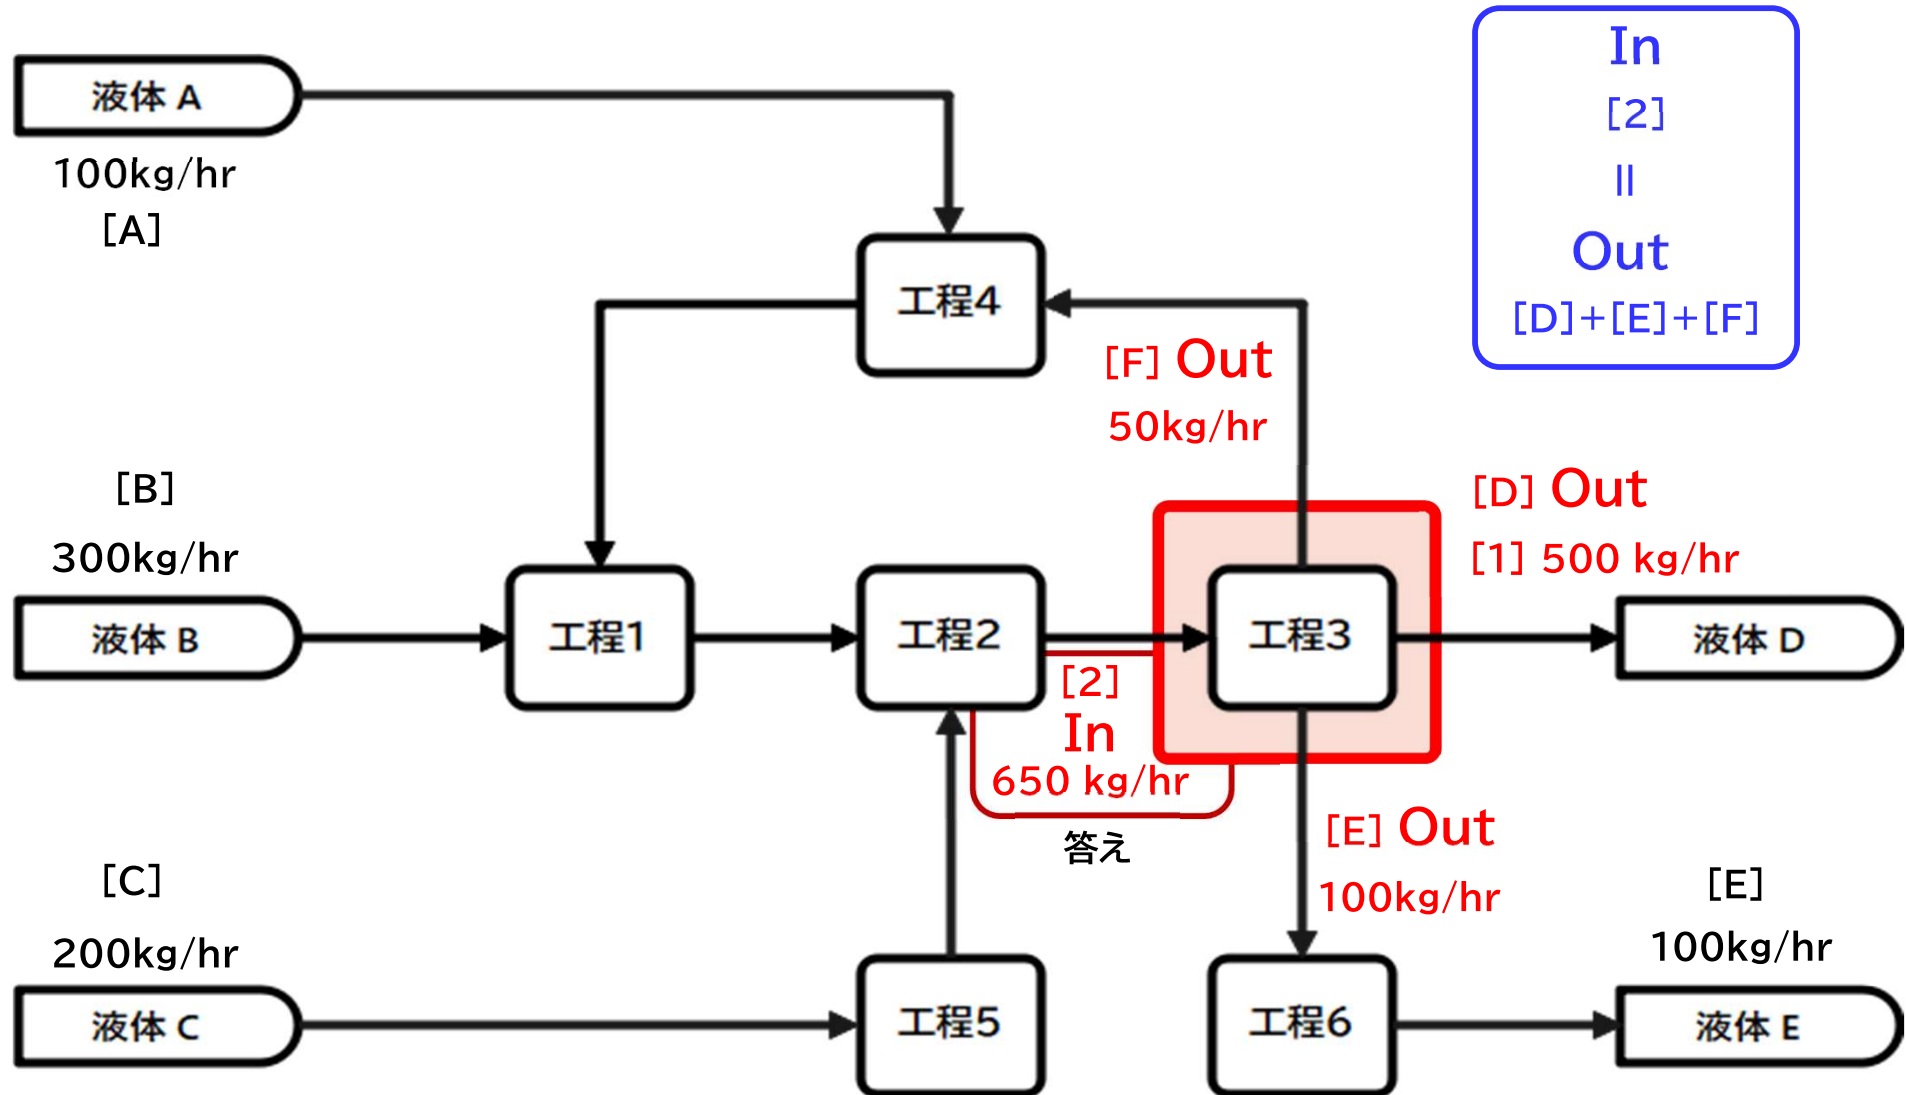 液体 A
100kg/hr
[A]
In
[2]
||
Out
[D]+[E]+[F]
工程4
[F] Out
50kg/hr
[B]
300kg/hr
液体 B
工程1
工程2
工程3
[D] Out
[1] 500 kg/hr
液体 D
[2]
In
650 kg/hr
答え
[E] Out
100kg/hr
[C]
200kg/hr
液体 C
工程5
工程6
[E]
100kg/hr
液体 E